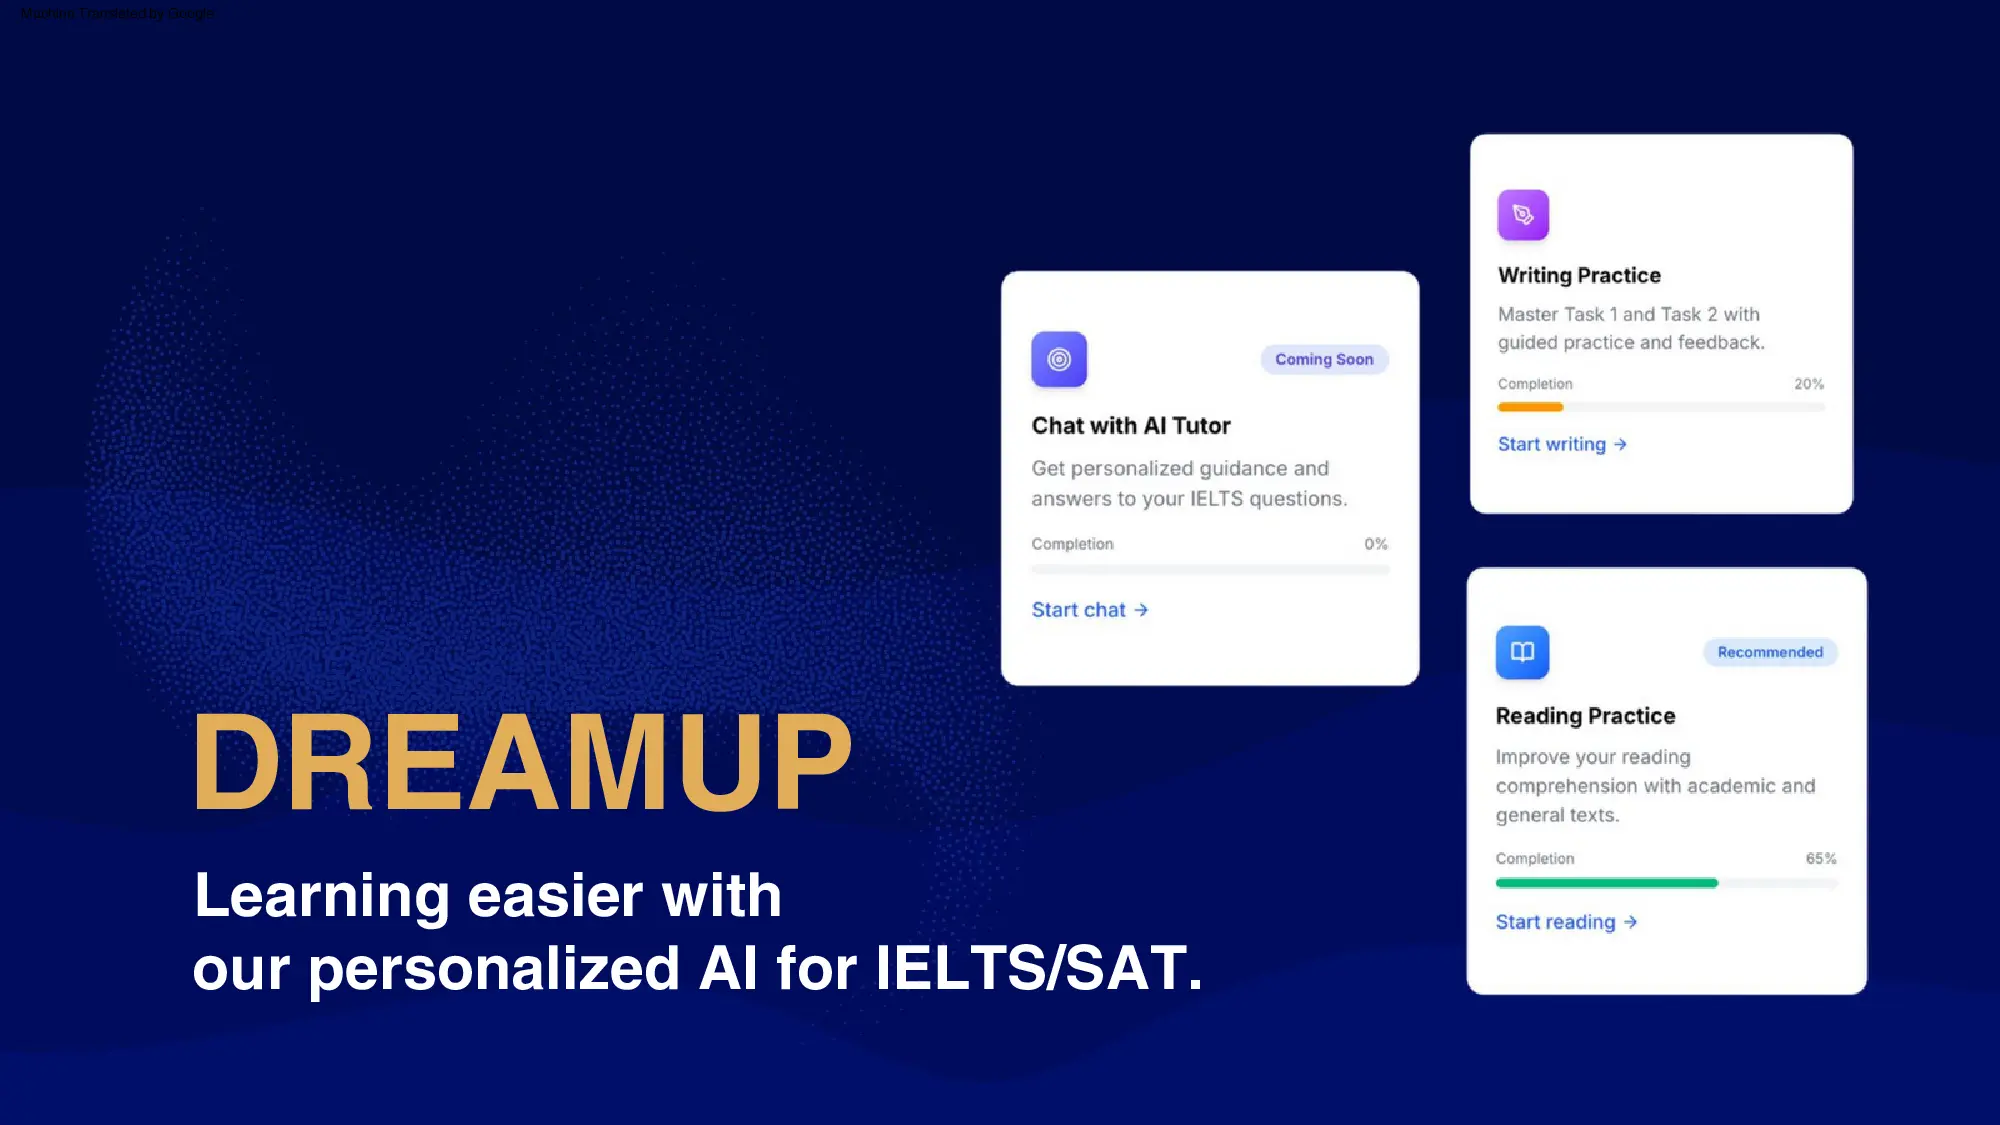 Machine Translated by Google
DREAMUP
Learning easier with
our personalized AI for IELTS/SAT.
Coming Soon
Chat with AI Tutor
Get personalized guidance and
answers to your IELTS questions.
Completion 0%
Start chat →
Writing Practice
Master Task 1 and Task 2 with
guided practice and feedback.
Completion 20%
Start writing →
Recommended
Reading Practice
Improve your reading
comprehension with academic and
general texts.
Completion 65%
Start reading →